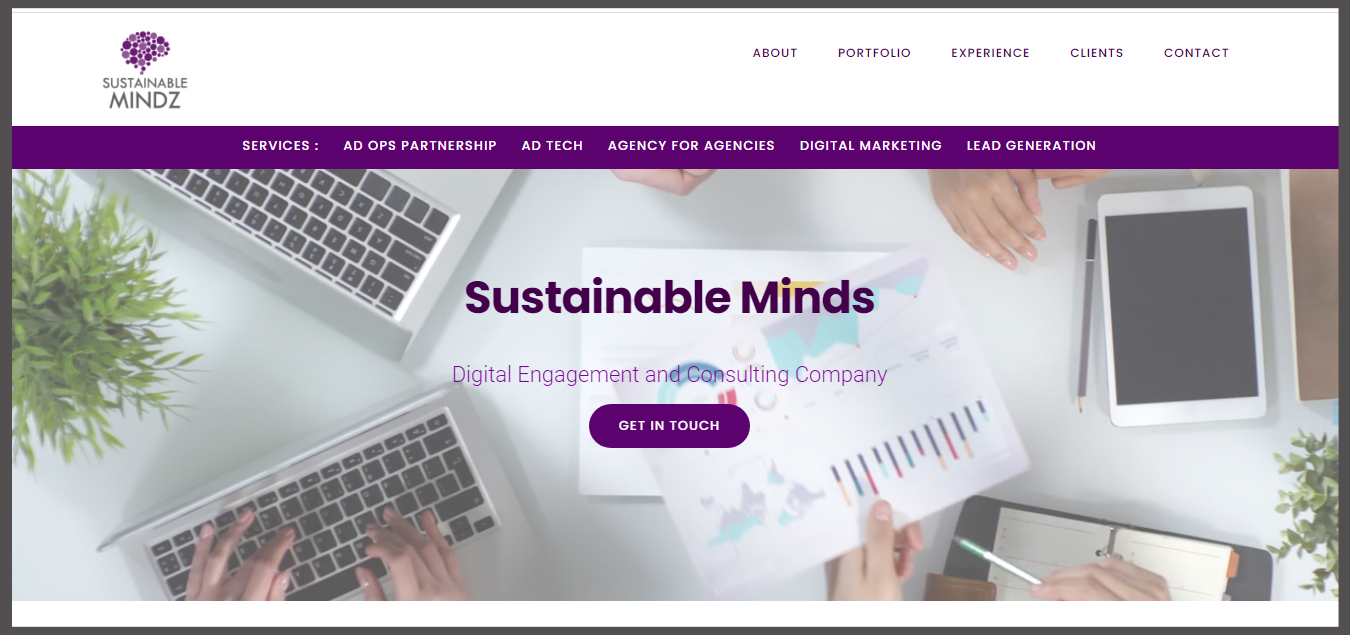 SUSTAINABLE
MINDZ
ABOUT PORTFOLIO EXPERIENCE CLIENTS CONTACT
SERVICES : AD OPS PARTNERSHIP AD TECH AGENCY FOR AGENCIES DIGITAL MARKETING LEAD GENERATION
Sustainable Minds
Digital Engagement and Consulting Company
GET IN TOUCH